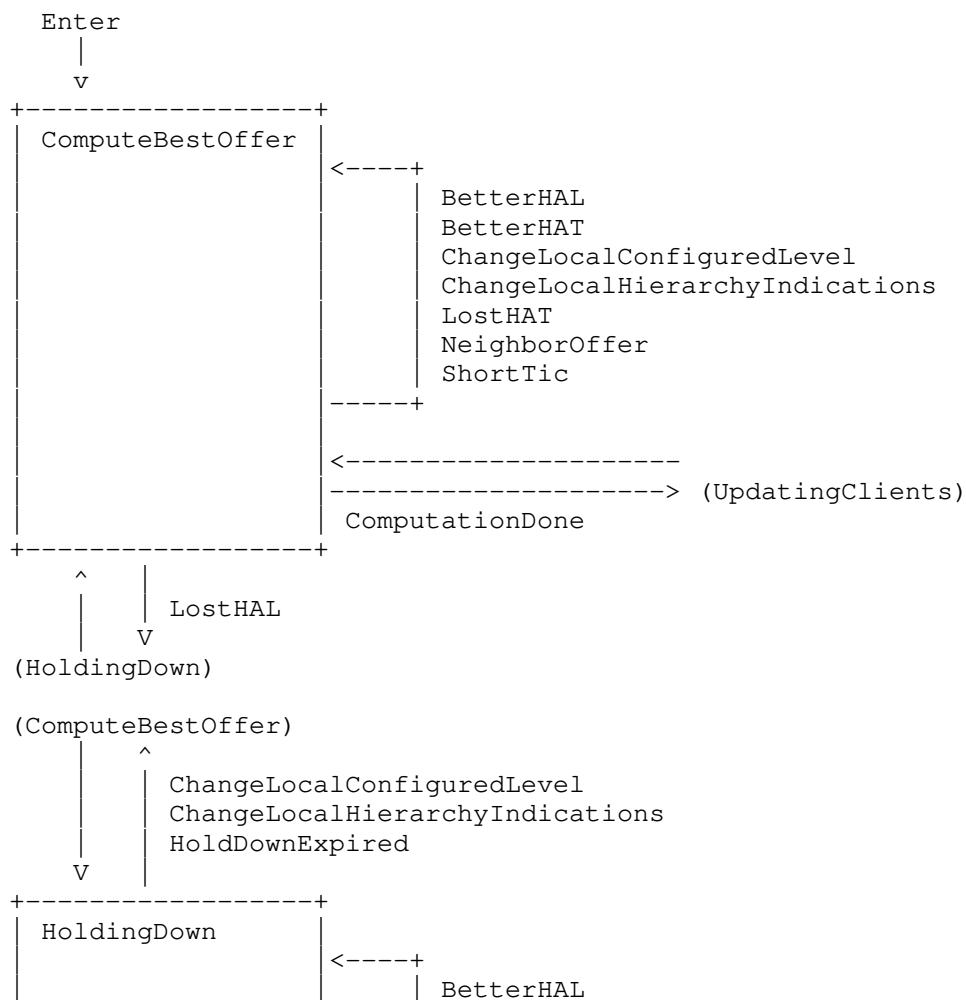 Enter
ComputeBestOffer
BetterHAL
BetterHAT
ChangeLocalConfiguredLevel
ChangeLocalHierarchyIndications
LostHAT
NeighborOffer
ShortTic
(UpdatingClients)
ComputationDone
LostHAL
(HoldingDown)
(ComputeBestOffer)
ChangeLocalConfiguredLevel
ChangeLocalHierarchyIndications
HoldDownExpired
HoldingDown
BetterHAL